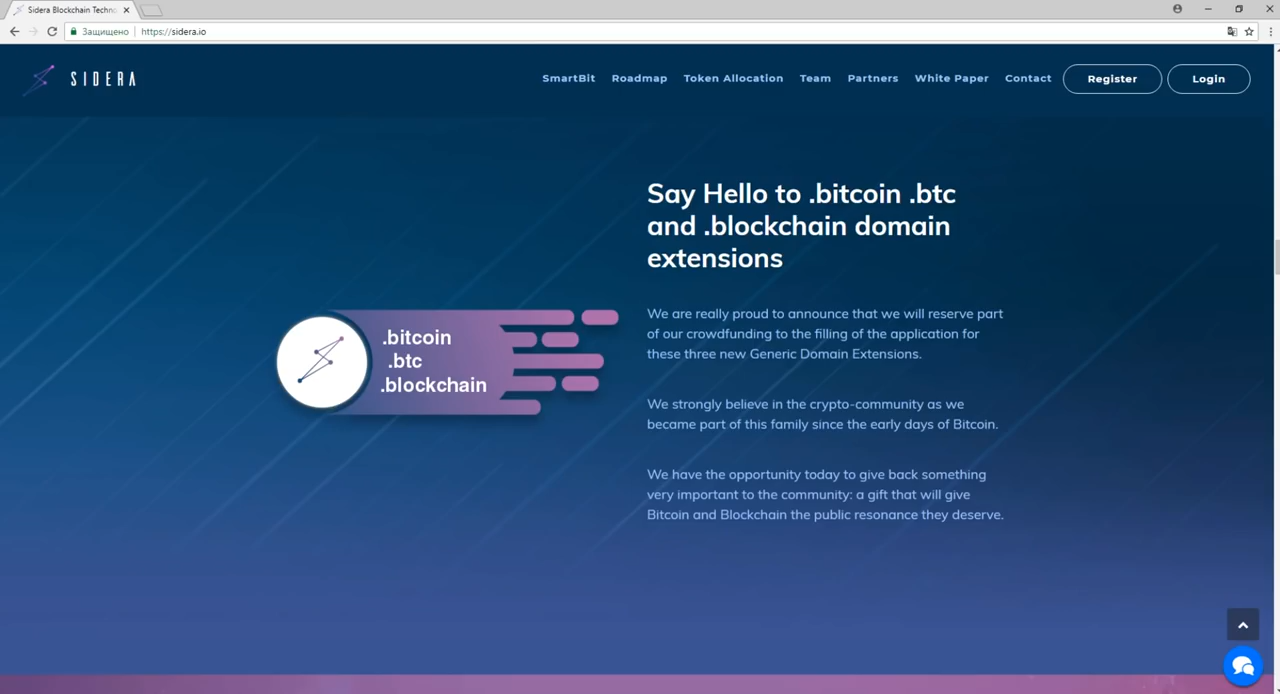 Sidera Blockchain Techno
Защищено
https://sidera.io
SIDERA
SmartBit
Roadmap
Token Allocation
Team
Partners
White Paper
Contact
Register
Login
.bitcoin
.btc
.blockchain
Say Hello to .bitcoin .btc
and .blockchain domain
extensions
We are really proud to announce that we will reserve part
of our crowdfunding to the filling of the application for
these three new Generic Domain Extensions.
We strongly believe in the crypto-community as we
became part of this family since the early days of Bitcoin.
We have the opportunity today to give back something
very important to the community: a gift that will give
Bitcoin and Blockchain the public resonance they deserve.